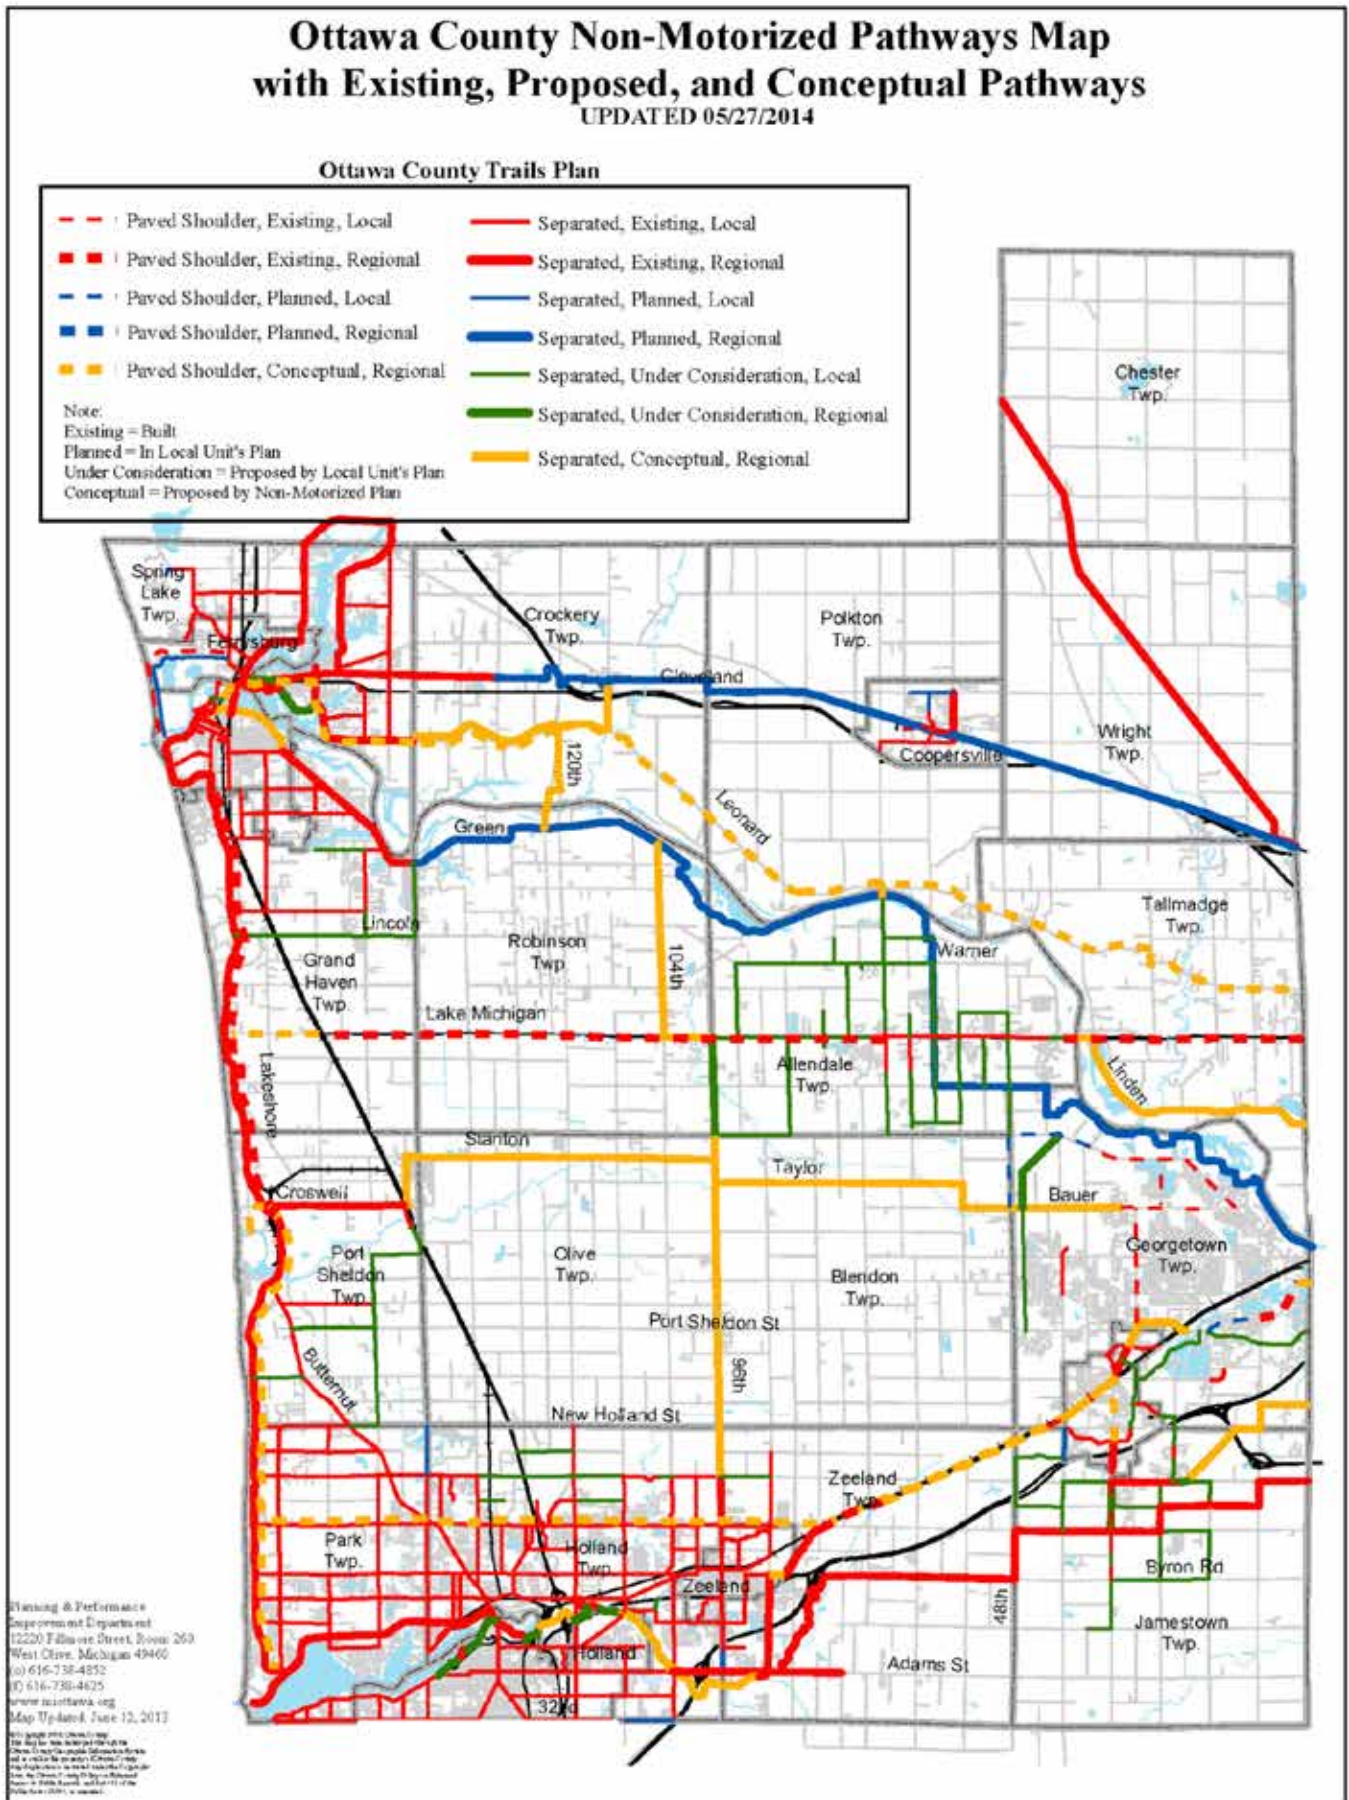 Ottawa County Non-Motorized Pathways Map
with Existing, Proposed, and Conceptual Pathways
UPDATED 05/27/2014
Ottawa County Trails Plan
Paved Shoulder, Existing, Local
Paved Shoulder, Existing, Regional
Paved Shoulder, Planned, Local
Paved Shoulder, Planned, Regional
Paved Shoulder, Conceptual, Regional
Separated, Existing, Local
Separated, Existing, Regional
Separated, Planned, Local
Separated, Planned, Regional
Separated, Under Consideration, Local
Separated, Under Consideration, Regional
Separated, Conceptual, Regional
Note:
Existing = Built
Planned = In Local Unit's Plan
Under Consideration = Proposed by Local Unit's Plan
Conceptual = Proposed by Non-Motorized Plan
Chester
Twp.
Spring
Lake
Twp.
Ferrysburg
Crockery
Twp.
Polkton
Twp.
Cleveland
Wright
Twp.
Coopersville
120th
Leonard
Green
Lincoln
Tallmadge
Twp.
Robinson
Twp.
Warner
Grand
Haven
Twp.
104th
Lake Michigan
Lakeshore
Allendale
Twp.
Linden
Stanton
Taylor
Croswell
Bauer
Port
Sheldon
Twp.
Olive
Twp.
Georgetown
Twp.
Blendon
Twp.
Port Sheldon St
Butternut
96th
New Holland St
Zeeland
Twp.
Park
Twp.
Holland
Twp.
Zeeland
Byron Rd
48th
Jamestown
Twp.
Holland
Adams St
32nd
Planning & Performance
Improvement Department
12220 Fillmore Street, Room 260
West Olive, Michigan 49460
(o) 616-738-4852
(f) 616-738-4625
www.miottawa.org
Map Updated: June 12, 2013